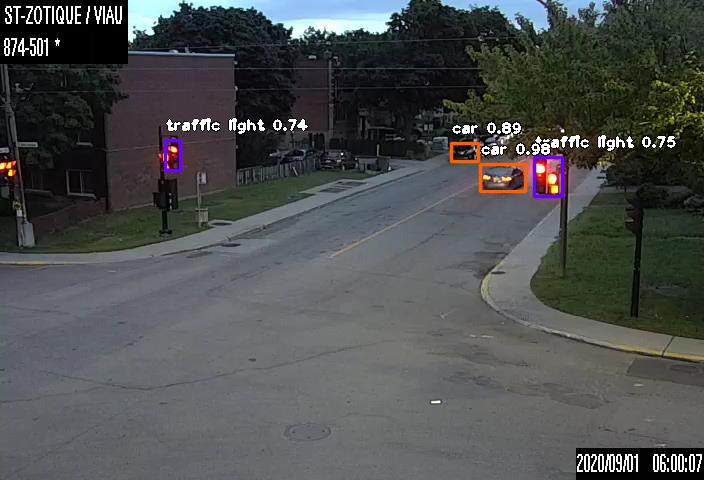 ST-ZOTIQUE / VIAU
874-501 *
traffic light 0.74
car 0.89
traffic light 0.75
car 0.96
2020/09/01 06:00:07